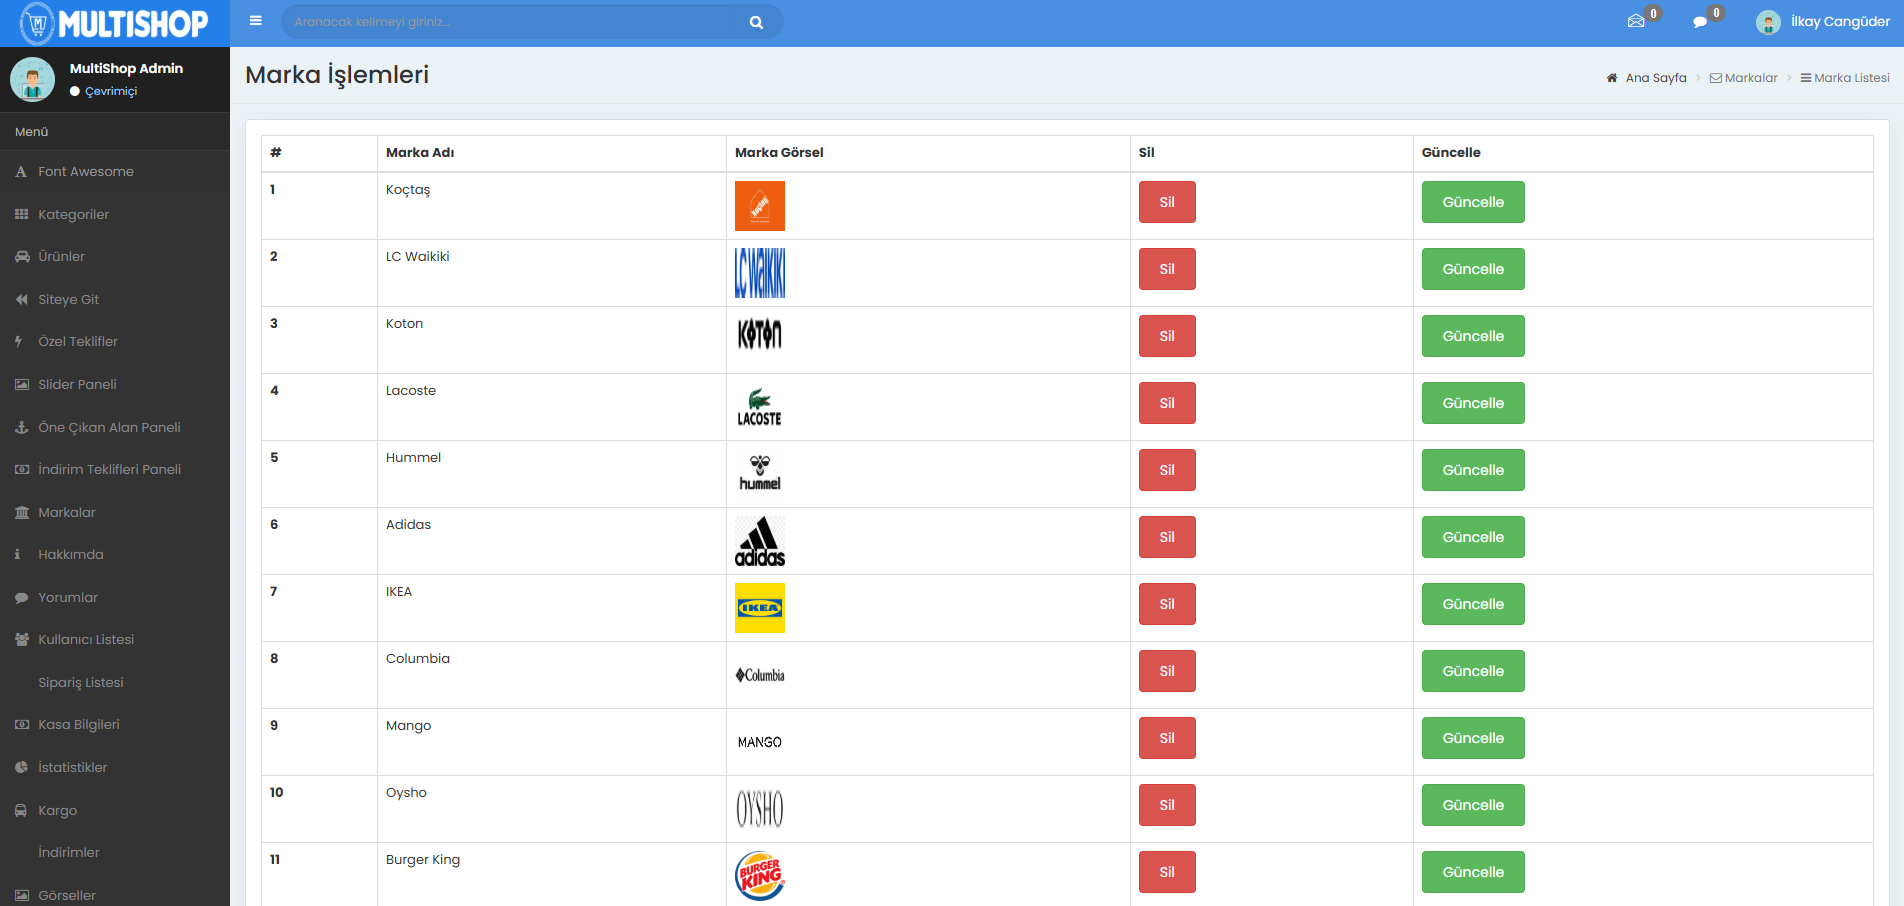 MULTISHOP
Aranacak kelimeyi giriniz...
0
0
İlkay Cangüder
MultiShop Admin
Çevrimiçi
Menü
Font Awesome
Kategoriler
Ürünler
Siteye Git
Özel Teklifler
Slider Paneli
Öne Çıkan Alan Paneli
İndirim Teklifleri Paneli
Markalar
Hakkımda
Yorumlar
Kullanıcı Listesi
Sipariş Listesi
Kasa Bilgileri
İstatistikler
Kargo
İndirimler
Görseller
Marka İşlemleri
Ana Sayfa > Markalar > Marka Listesi
# Marka Adı Marka Görsel Sil Güncelle
1 Koçtaş koçtaş Sil Güncelle
2 LC Waikiki LC WAIKIKI Sil Güncelle
3 Koton KOTON Sil Güncelle
4 Lacoste LACOSTE Sil Güncelle
5 Hummel hummel Sil Güncelle
6 Adidas adidas Sil Güncelle
7 IKEA IKEA Sil Güncelle
8 Columbia Columbia Sil Güncelle
9 Mango MANGO Sil Güncelle
10 Oysho OYSHO Sil Güncelle
11 Burger King BURGER KING Sil Güncelle